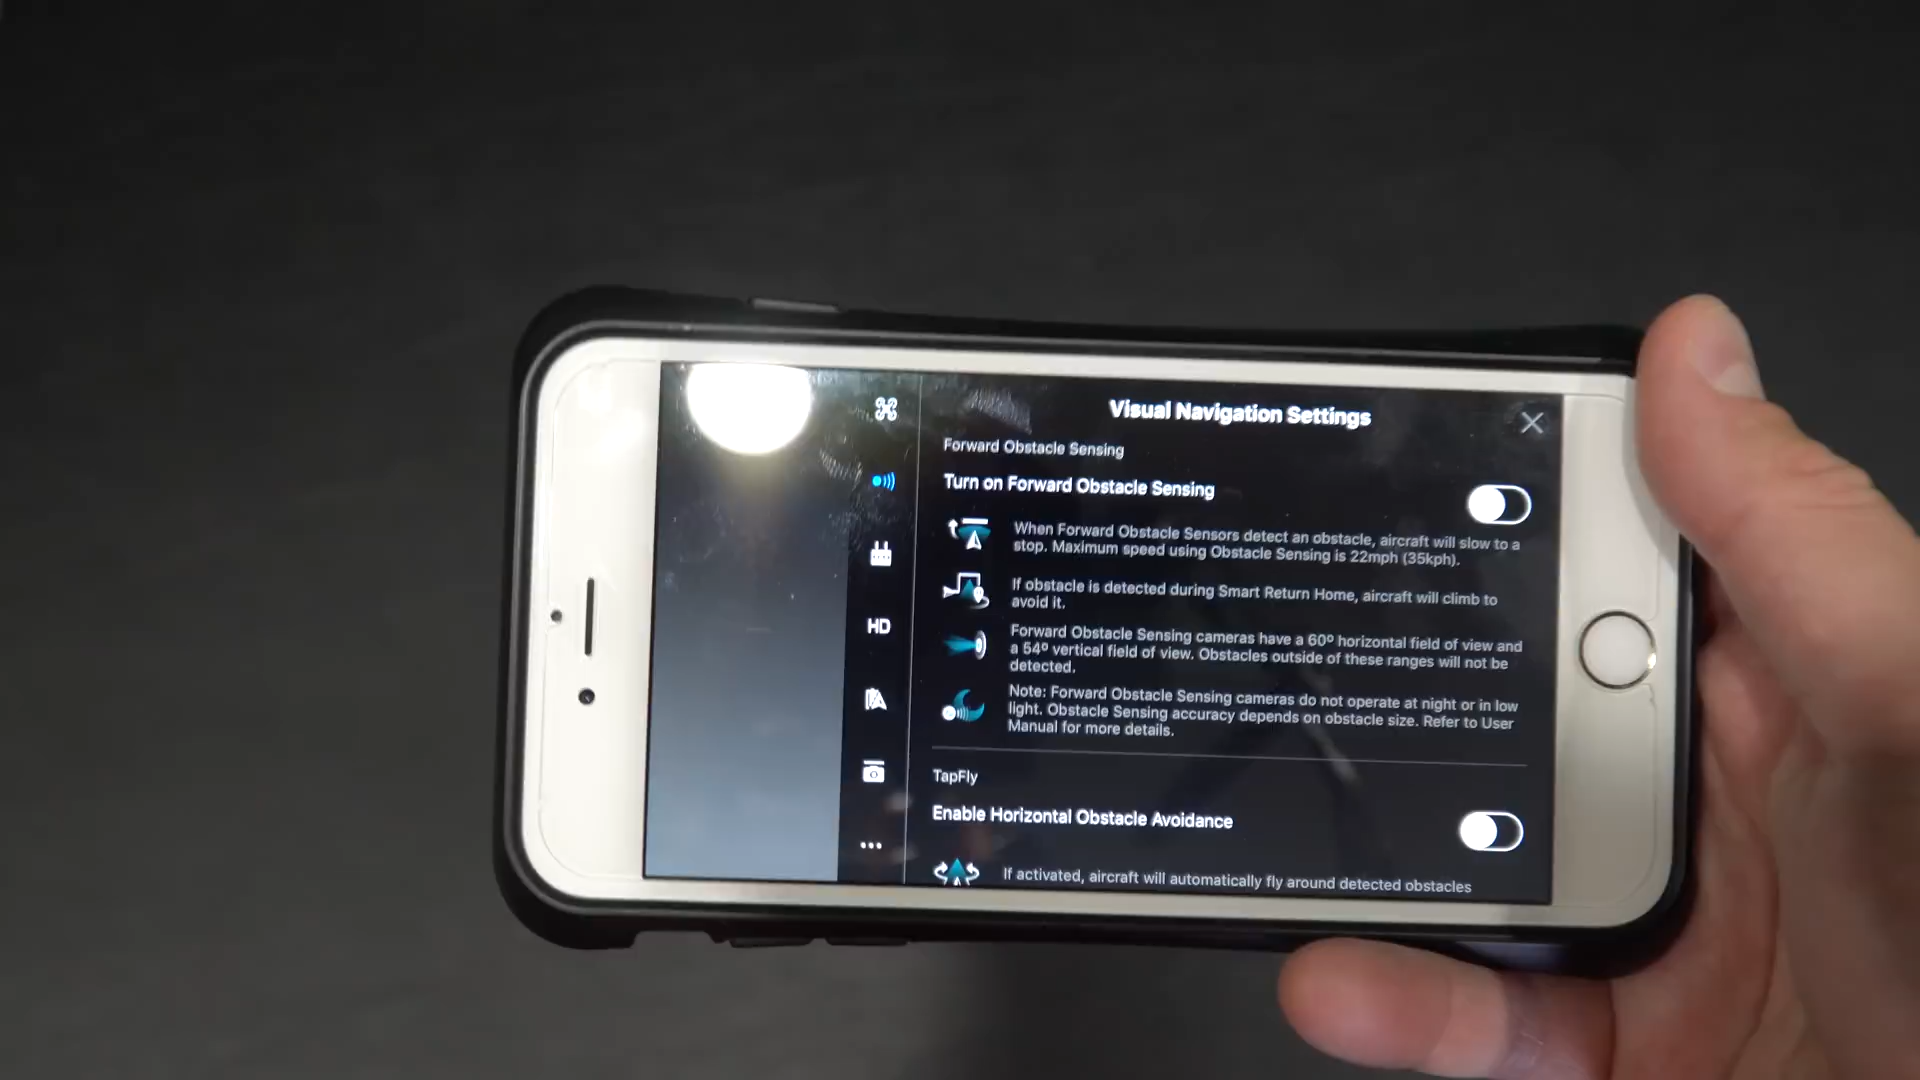 Visual Navigation Settings
Forward Obstacle Sensing
Turn on Forward Obstacle Sensing
When Forward Obstacle Sensors detect an obstacle, aircraft will slow to a
stop. Maximum speed using Obstacle Sensing is 22mph (35kph).
If obstacle is detected during Smart Return Home, aircraft will climb to
avoid it.
Forward Obstacle Sensing cameras have a 60º horizontal field of view and
a 54º vertical field of view. Obstacles outside of these ranges will not be
detected.
HD
Note: Forward Obstacle Sensing cameras do not operate at night or in low
light. Obstacle Sensing accuracy depends on obstacle size. Refer to User
Manual for more details.
TapFly
Enable Horizontal Obstacle Avoidance
If activated, aircraft will automatically fly around detected obstacles